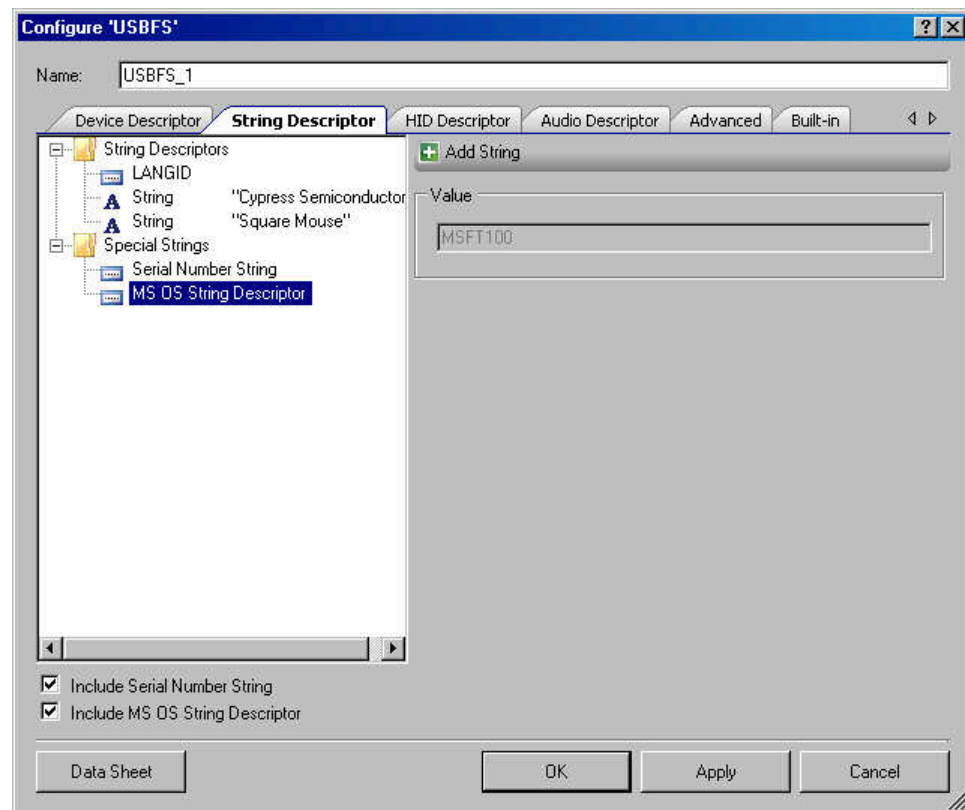 Configure 'USBFS'
Name: USBFS_1
Device Descriptor String Descriptor HID Descriptor Audio Descriptor Advanced Built-in
String Descriptors
LANGID
String "Cypress Semiconductor
String "Square Mouse"
Special Strings
Serial Number String
MS OS String Descriptor
Add String
Value
MSFT100
Include Serial Number String
Include MS OS String Descriptor
Data Sheet OK Apply Cancel